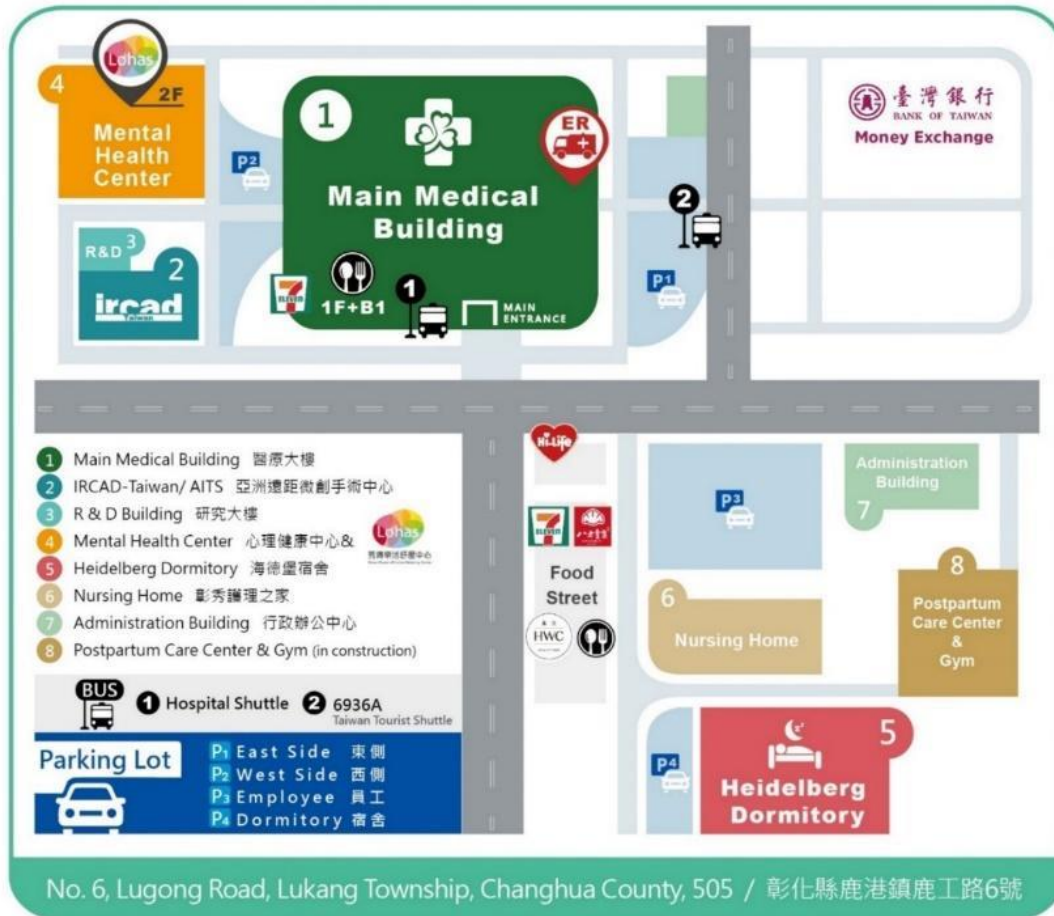 Lohas
2F
4
Mental
Health
Center
P2
1
ER
Main Medical
Building
7
ELEVEN
1F+B1
1
MAIN
ENTRANCE
2
P1
臺灣銀行
BANK OF TAIWAN
Money Exchange
R&D 3
2
ircad
Taiwan
Hi-Life
7
ELEVEN
Food
Street
HWC
P3
Administration
Building
7
6
Nursing Home
8
Postpartum
Care Center
&
Gym
P4
5
Heidelberg
Dormitory
1 Main Medical Building 醫療大樓
2 IRCAD-Taiwan/ AITS 亞洲遠距微創手術中心
3 R & D Building 研究大樓
4 Mental Health Center 心理健康中心&
Lohas
5 Heidelberg Dormitory 海德堡宿舍
6 Nursing Home 彰秀護理之家
7 Administration Building 行政辦公中心
8 Postpartum Care Center & Gym (in construction)
BUS
1 Hospital Shuttle 2 6936A
Taiwan Tourist Shuttle
Parking Lot
P1 East Side 東側
P2 West Side 西側
P3 Employee 員工
P4 Dormitory 宿舍
No. 6, Lugong Road, Lukang Township, Changhua County, 505 / 彰化縣鹿港鎮鹿工路6號